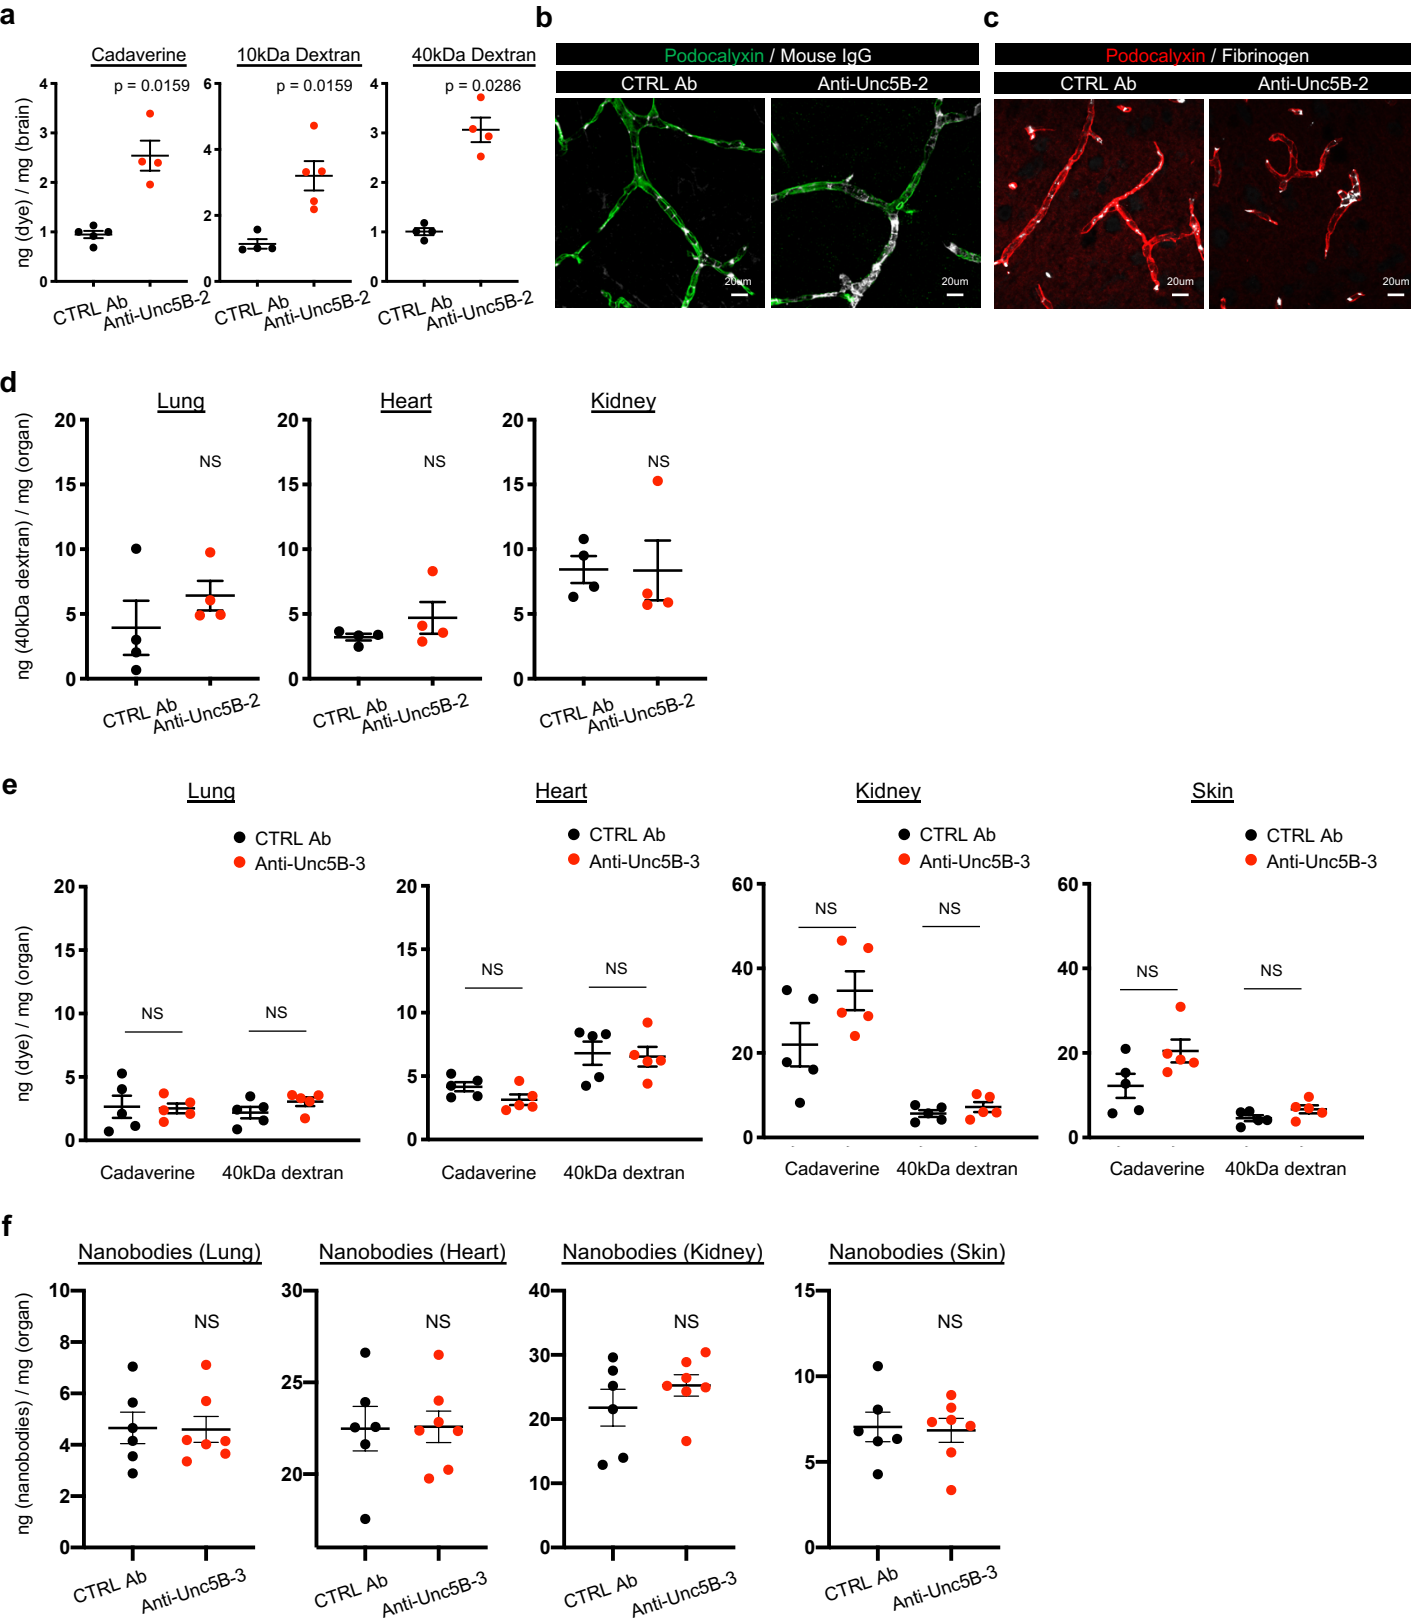 a
Cadaverine
10kDa Dextran
40kDa Dextran
p = 0.0159
p = 0.0159
p = 0.0286
ng (dye) / mg (brain)
4
3
2
1
0
6
4
2
0
4
3
2
1
0
CTRL Ab
Anti-Unc5B-2
CTRL Ab
Anti-Unc5B-2
CTRL Ab
Anti-Unc5B-2
b
Podocalyxin / Mouse IgG
CTRL Ab
Anti-Unc5B-2
20um
20um
c
Podocalyxin / Fibrinogen
CTRL Ab
Anti-Unc5B-2
20um
20um
d
Lung
Heart
Kidney
ng (40kDa dextran) / mg (organ)
20
15
10
5
0
NS
20
15
10
5
0
NS
20
15
10
5
0
NS
CTRL Ab
Anti-Unc5B-2
CTRL Ab
Anti-Unc5B-2
CTRL Ab
Anti-Unc5B-2
e
Lung
Heart
Kidney
Skin
CTRL Ab
Anti-Unc5B-3
CTRL Ab
Anti-Unc5B-3
CTRL Ab
Anti-Unc5B-3
CTRL Ab
Anti-Unc5B-3
ng (dye) / mg (organ)
20
15
10
5
0
NS
NS
20
15
10
5
0
NS
NS
60
40
20
0
NS
NS
60
40
20
0
NS
NS
Cadaverine
40kDa dextran
Cadaverine
40kDa dextran
Cadaverine
40kDa dextran
Cadaverine
40kDa dextran
f
Nanobodies (Lung)
Nanobodies (Heart)
Nanobodies (Kidney)
Nanobodies (Skin)
ng (nanobodies) / mg (organ)
10
8
6
4
2
0
NS
30
25
20
NS
40
30
20
10
0
NS
15
10
5
0
NS
CTRL Ab
Anti-Unc5B-3
CTRL Ab
Anti-Unc5B-3
CTRL Ab
Anti-Unc5B-3
CTRL Ab
Anti-Unc5B-3